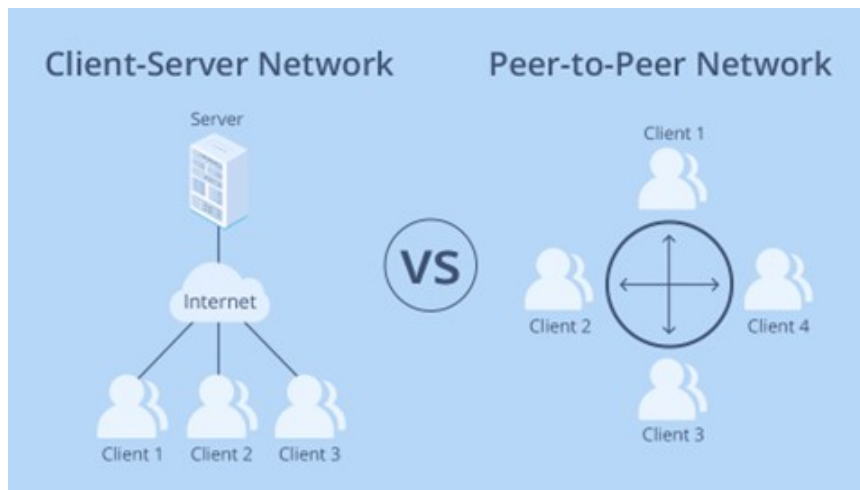 Client-Server Network
Server
Internet
Client 1
Client 2
Client 3
VS
Peer-to-Peer Network
Client 1
Client 2
Client 4
Client 3